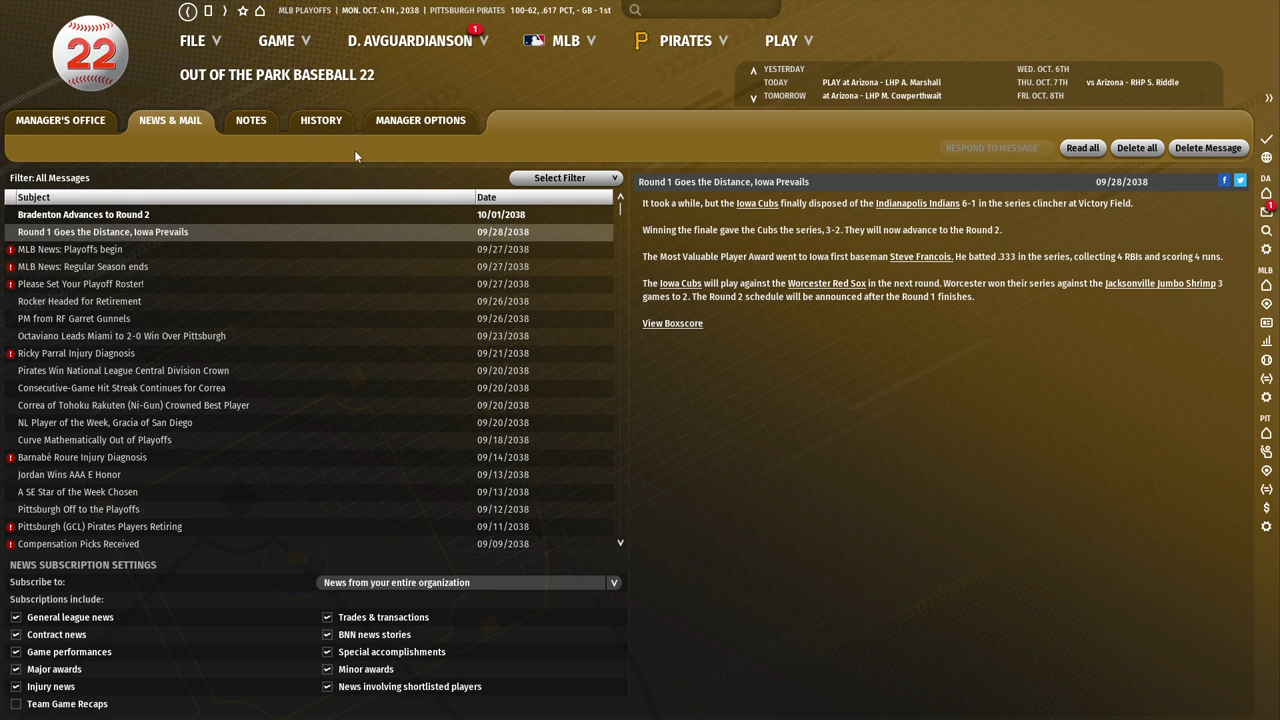 MLB PLAYOFFS | MON. OCT. 4TH , 2038 | PITTSBURGH PIRATES 100-62, .617 PCT, - GB - 1st
22
FILE GAME D. AVGUARDIANSON 1 MLB P PIRATES PLAY
OUT OF THE PARK BASEBALL 22
YESTERDAY WED. OCT. 6TH
TODAY PLAY at Arizona - LHP A. Marshall THU. OCT. 7TH vs Arizona - RHP S. Riddle
TOMORROW at Arizona - LHP M. Cowperthwait FRI. OCT. 8TH
MANAGER'S OFFICE NEWS & MAIL NOTES HISTORY MANAGER OPTIONS
RESPOND TO MESSAGE Read all Delete all Delete Message
Filter: All Messages Select Filter
Subject Date
Bradenton Advances to Round 2 10/01/2038
Round 1 Goes the Distance, Iowa Prevails 09/28/2038
MLB News: Playoffs begin 09/27/2038
MLB News: Regular Season ends 09/27/2038
Please Set Your Playoff Roster! 09/27/2038
Rocker Headed for Retirement 09/26/2038
PM from RF Garret Gunnels 09/26/2038
Octaviano Leads Miami to 2-0 Win Over Pittsburgh 09/23/2038
Ricky Parral Injury Diagnosis 09/21/2038
Pirates Win National League Central Division Crown 09/20/2038
Consecutive-Game Hit Streak Continues for Correa 09/20/2038
Correa of Tohoku Rakuten (Ni-Gun) Crowned Best Player 09/20/2038
NL Player of the Week, Gracia of San Diego 09/20/2038
Curve Mathematically Out of Playoffs 09/18/2038
Barnabé Roure Injury Diagnosis 09/14/2038
Jordan Wins AAA E Honor 09/13/2038
A SE Star of the Week Chosen 09/13/2038
Pittsburgh Off to the Playoffs 09/12/2038
Pittsburgh (GCL) Pirates Players Retiring 09/11/2038
Compensation Picks Received 09/09/2038
NEWS SUBSCRIPTION SETTINGS
Subscribe to: News from your entire organization
Subscriptions include:
General league news Trades & transactions
Contract news BNN news stories
Game performances Special accomplishments
Major awards Minor awards
Injury news News involving shortlisted players
Team Game Recaps
Round 1 Goes the Distance, Iowa Prevails 09/28/2038
It took a while, but the Iowa Cubs finally disposed of the Indianapolis Indians 6-1 in the series clincher at Victory Field.
Winning the finale gave the Cubs the series, 3-2. They will now advance to the Round 2.
The Most Valuable Player Award went to Iowa first baseman Steve Francois. He batted .333 in the series, collecting 4 RBIs and scoring 4 runs.
The Iowa Cubs will play against the Worcester Red Sox in the next round. Worcester won their series against the Jacksonville Jumbo Shrimp 3
games to 2. The Round 2 schedule will be announced after the Round 1 finishes.
View Boxscore
DA
1
MLB
PIT